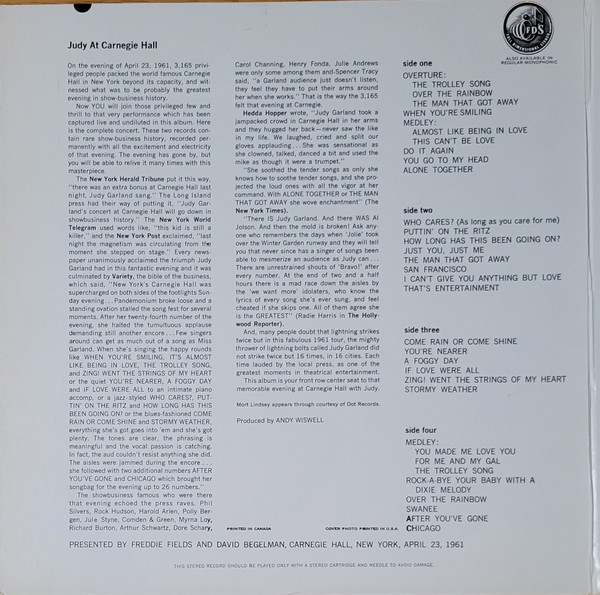 Judy At Carnegie Hall
On the evening of April 23, 1961, 3,165 privi-
leged people packed the world famous Carnegie
Hall in New York beyond its capacity, and wit-
nessed what was to be probably the greatest
evening in show-business history.
Now YOU will join those privileged few and
thrill to that very performance which has been
captured live and undiluted in this album. Here
is the complete concert. These two records con-
tain rare show-business history, recorded per-
manently with all the excitement and electricity
of that evening. The evening has gone by, but
you will be able to relive it many times with this
masterpiece.
The New York Herald Tribune put it this way,
"there was an extra bonus at Carnegie Hall last
night, Judy Garland sang." The Long Island
press had their way of putting it, "Judy Gar-
land's concert at Carnegie Hall will go down in
showbusiness history." The New York World
Telegram used words like, "this kid is still a
killer," and the New York Post exclaimed, "last
night the magnetism was circulating from the
moment she stepped on stage." Every news-
paper unanimously acclaimed the triumph Judy
Garland had in this fantastic evening and it was
culminated by Variety, the bible of the business,
which said, "New York's Carnegie Hall was
supercharged on both sides of the footlights Sun-
day evening...Pandemonium broke loose and a
standing ovation stalled the song fest for several
moments. After her twenty-fourth number of the
evening, she halted the tumultuous applause
demanding still another encore...Few singers
around can get as much out of a song as Miss
Garland. When she's singing the happy rounds
like WHEN YOU'RE SMILING, IT'S ALMOST
LIKE BEING IN LOVE, THE TROLLEY SONG,
and ZING! WENT THE STRINGS OF MY HEART
or the quiet YOU'RE NEARER, A FOGGY DAY
and IF LOVE WERE ALL to an intimate piano
accomp, or a jazz-styled WHO CARES?, PUT-
TIN' ON THE RITZ and HOW LONG HAS THIS
BEEN GOING ON? or the blues-fashioned COME
RAIN OR COME SHINE and STORMY WEATHER,
everything she's got goes into 'em and she's got
plenty. The tones are clear, the phrasing is
meaningful and the vocal passion is catching.
In fact, the aud couldn't resist anything she did.
The aisles were jammed during the encore...
she followed with two additional numbers AFTER
YOU'VE GONE and CHICAGO which brought her
songbag for the evening up to 26 numbers."
The showbusiness famous who were there
that evening echoed the press raves. Phil
Silvers, Rock Hudson, Harold Arlen, Polly Ber-
gen, Jule Styne, Comden & Green, Myrna Loy,
Richard Burton, Arthur Schwartz, Dore Schary,
Carol Channing, Henry Fonda, Julie Andrews
were only some among them and Spencer Tracy
said, "a Garland audience just doesn't listen,
they feel they have to put their arms around
her when she works." That is the way the 3,165
felt that evening at Carnegie.
Hedda Hopper wrote, "Judy Garland took a
jampacked crowd in Carnegie Hall in her arms
and they hugged her back—never saw the like
in my life. We laughed, cried and split our
gloves applauding...She was sensational as
she clowned, talked, danced a bit and used the
mike as though it were a trumpet."
"She soothed the tender songs as only she
knows how to soothe tender songs, and she pro-
jected the loud ones with all the vigor at her
command. With ALONE TOGETHER or THE MAN
THAT GOT AWAY she wove enchantment" (The
New York Times).
"There IS Judy Garland. And there WAS Al
Jolson. And then the mold is broken! Ask any-
one who remembers the days when 'Jolie' took
over the Winter Garden runway and they will tell
you that never since has a singer of songs been
able to mesmerize an audience as Judy can...
There are unrestrained shouts of 'Bravo!' after
every number. At the end of two and a half
hours there is a mad race down the aisles by
the 'we want more' idolaters, who know the
lyrics of every song she's ever sung, and feel
cheated if she skips one. All of them agree she
is the GREATEST" (Radie Harris in The Holly-
wood Reporter).
And, many people doubt that lightning strikes
twice but in this fabulous 1961 tour, the mighty
thrower of lightning bolts called Judy Garland did
not strike twice but 16 times, in 16 cities. Each
time lauded by the local press, as one of the
greatest moments in theatrical entertainment.
This album is your front row center seat to that
memorable evening at Carnegie Hall with Judy.
Mort Lindsey appears through courtesy of Dot Records.
Produced by ANDY WISWELL
PRINTED IN CANADA
COVER PHOTO PRINTED IN U.S.A.
ALSO AVAILABLE IN
REGULAR MONOPHONIC
side one
OVERTURE:
THE TROLLEY SONG
OVER THE RAINBOW
THE MAN THAT GOT AWAY
WHEN YOU'RE SMILING
MEDLEY:
ALMOST LIKE BEING IN LOVE
THIS CAN'T BE LOVE
DO IT AGAIN
YOU GO TO MY HEAD
ALONE TOGETHER
side two
WHO CARES? (As long as you care for me)
PUTTIN' ON THE RITZ
HOW LONG HAS THIS BEEN GOING ON?
JUST YOU, JUST ME
THE MAN THAT GOT AWAY
SAN FRANCISCO
I CAN'T GIVE YOU ANYTHING BUT LOVE
THAT'S ENTERTAINMENT
side three
COME RAIN OR COME SHINE
YOU'RE NEARER
A FOGGY DAY
IF LOVE WERE ALL
ZING! WENT THE STRINGS OF MY HEART
STORMY WEATHER
side four
MEDLEY:
YOU MADE ME LOVE YOU
FOR ME AND MY GAL
THE TROLLEY SONG
ROCK-A-BYE YOUR BABY WITH A
DIXIE MELODY
OVER THE RAINBOW
SWANEE
AFTER YOU'VE GONE
CHICAGO
PRESENTED BY FREDDIE FIELDS AND DAVID BEGELMAN, CARNEGIE HALL, NEW YORK, APRIL 23, 1961
THIS STEREO RECORD SHOULD BE PLAYED ONLY WITH A STEREO CARTRIDGE AND NEEDLE TO AVOID DAMAGE.